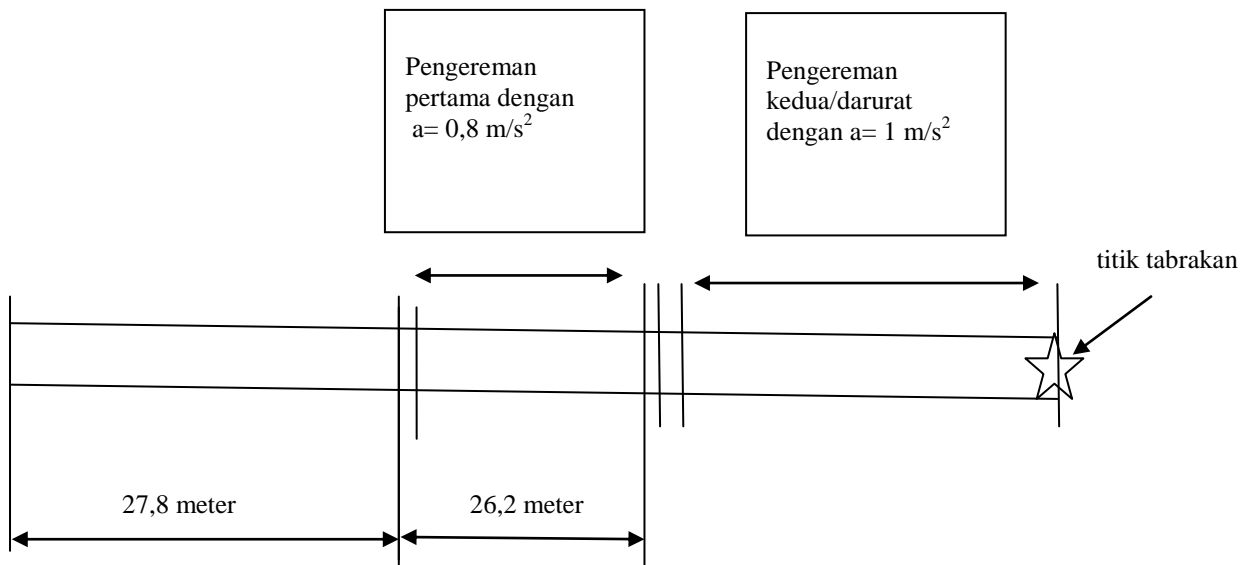 Pengereman
pertama dengan
a= 0,8 m/s²
Pengereman
kedua/darurat
dengan a= 1 m/s²
titik tabrakan
27,8 meter
26,2 meter